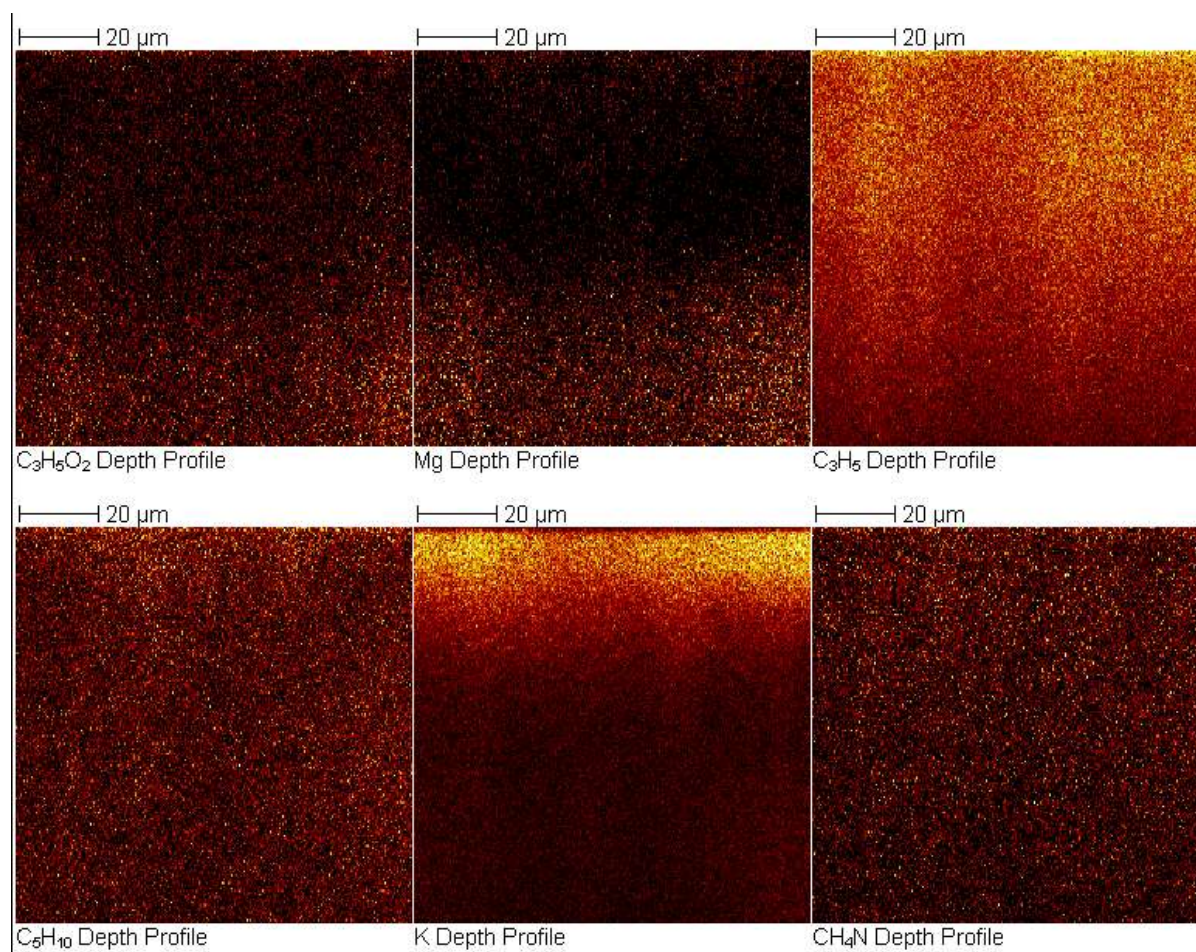 20 µm 20 µm 20 µm
C₃H₅O₂ Depth Profile Mg Depth Profile C₃H₅ Depth Profile
20 µm 20 µm 20 µm
C₅H₁₀ Depth Profile K Depth Profile CH₄N Depth Profile